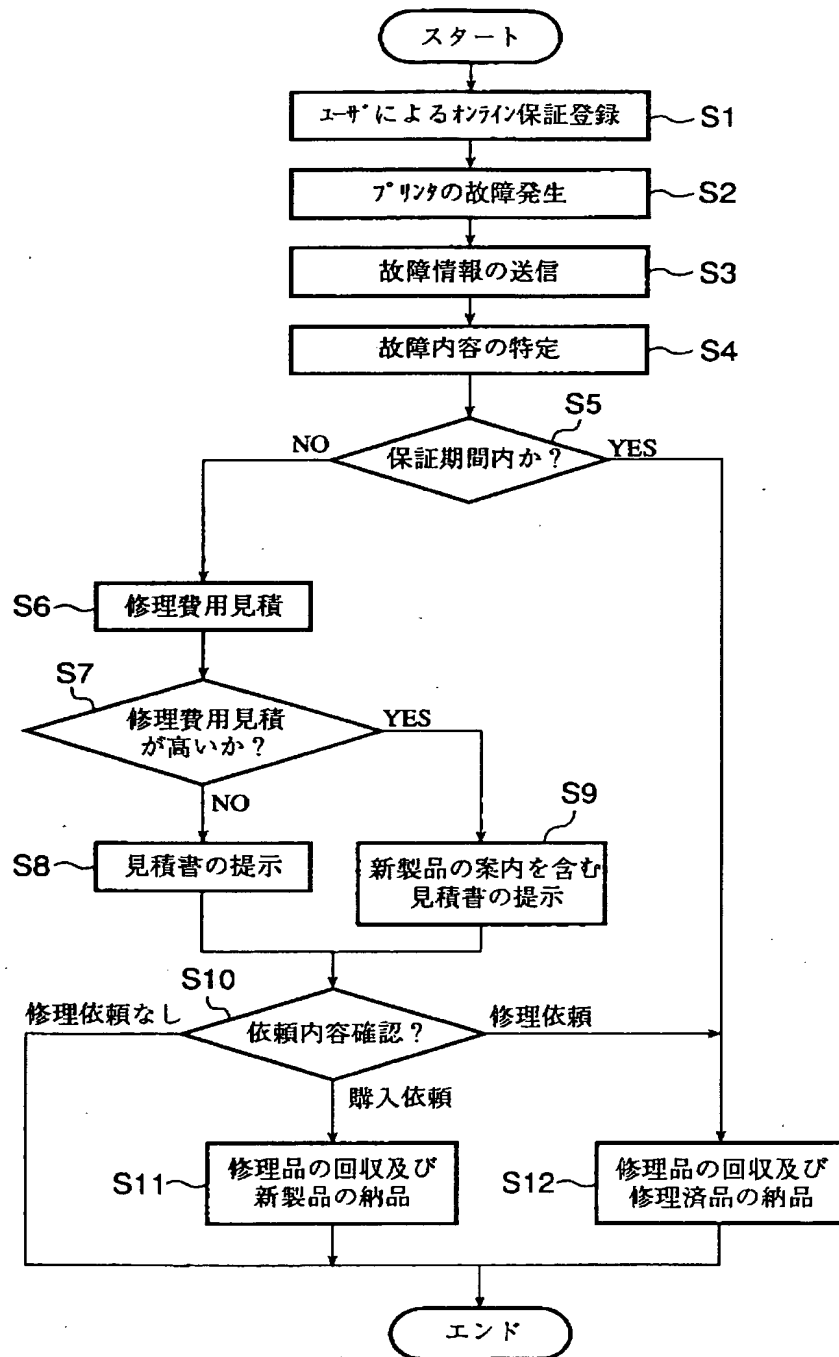 スタート
ユーザによるオンライン保証登録
S1
プリンタの故障発生
S2
故障情報の送信
S3
故障内容の特定
S4
S5
NO
保証期間内か？
YES
S6
修理費用見積
S7
修理費用見積
が高いか？
YES
NO
S8
見積書の提示
S9
新製品の案内を含む
見積書の提示
S10
修理依頼なし
依頼内容確認？
修理依頼
購入依頼
S11
修理品の回収及び
新製品の納品
S12
修理品の回収及び
修理済品の納品
エンド